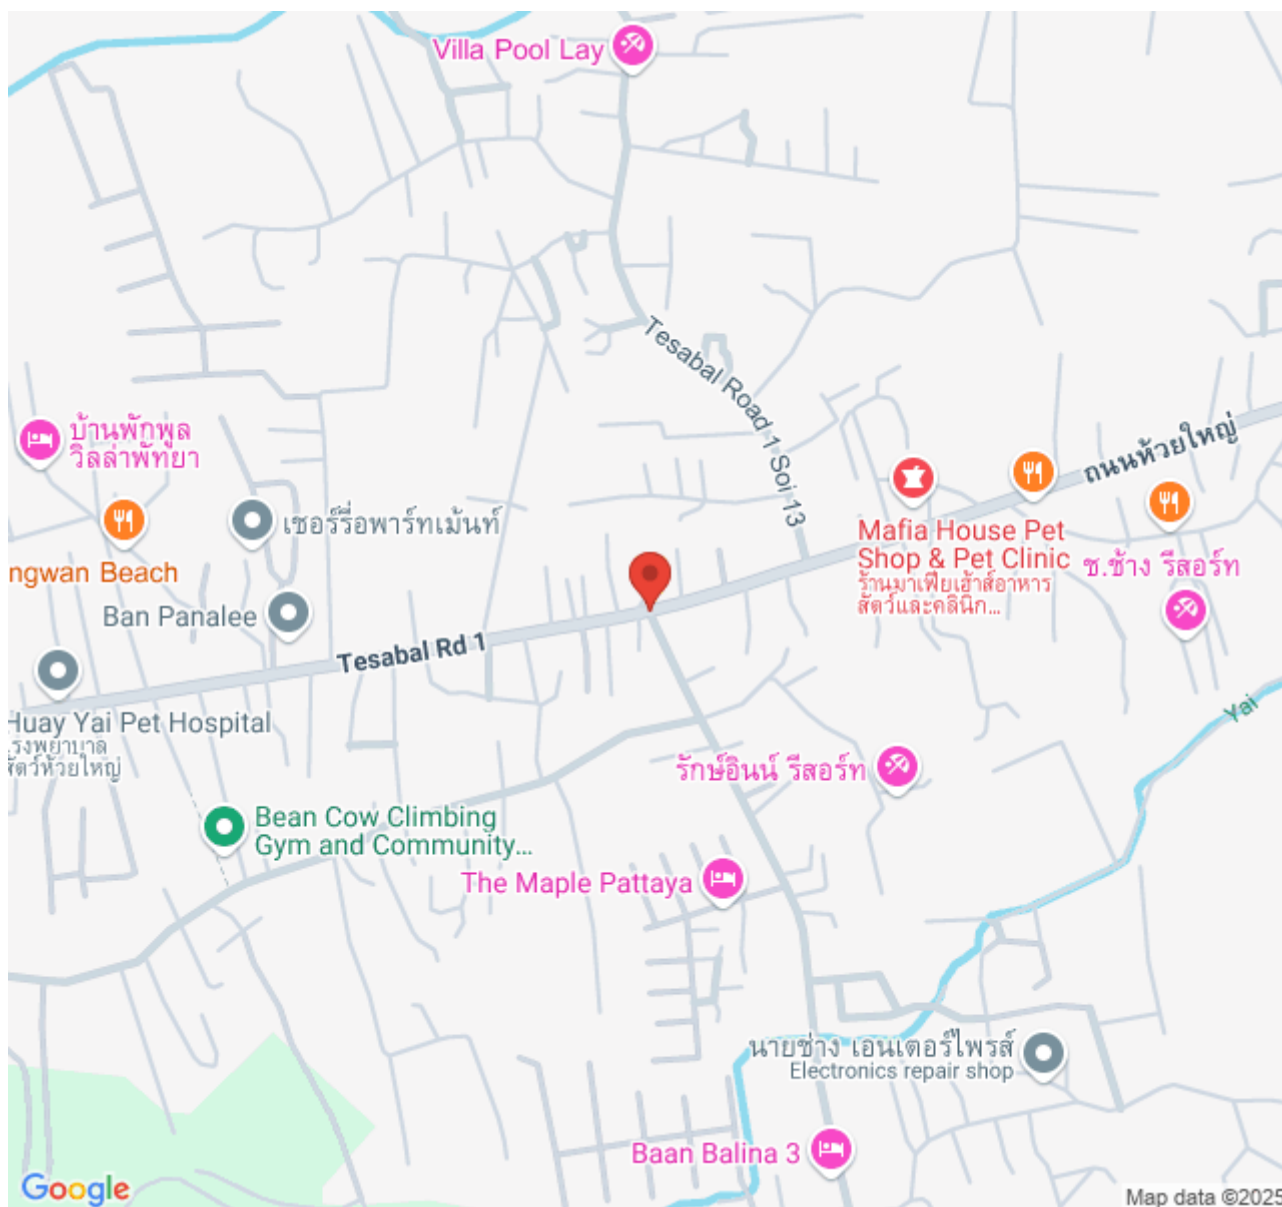 Villa Pool Lay
Tesabal Road 1 Soi 13
บ้านพักพูล
วิลล่าพัทยา
ถนนห้วยใหญ่
เชอร์รี่อพาร์ทเม้นท์
ngwan Beach
Mafia House Pet
Shop & Pet Clinic
ร้านมาเฟียเฮ้าส์อาหาร
สัตว์และคลินิก...
ช.ช้าง รีสอร์ท
Ban Panalee
Tesabal Rd 1
Huay Yai Pet Hospital
รงพยาบาล
สัตว์ห้วยใหญ่
Yai
รักษ์อินน์ รีสอร์ท
Bean Cow Climbing
Gym and Community...
The Maple Pattaya
นายช่าง เอนเตอร์ไพรส์
Electronics repair shop
Baan Balina 3
Google
Map data ©2025